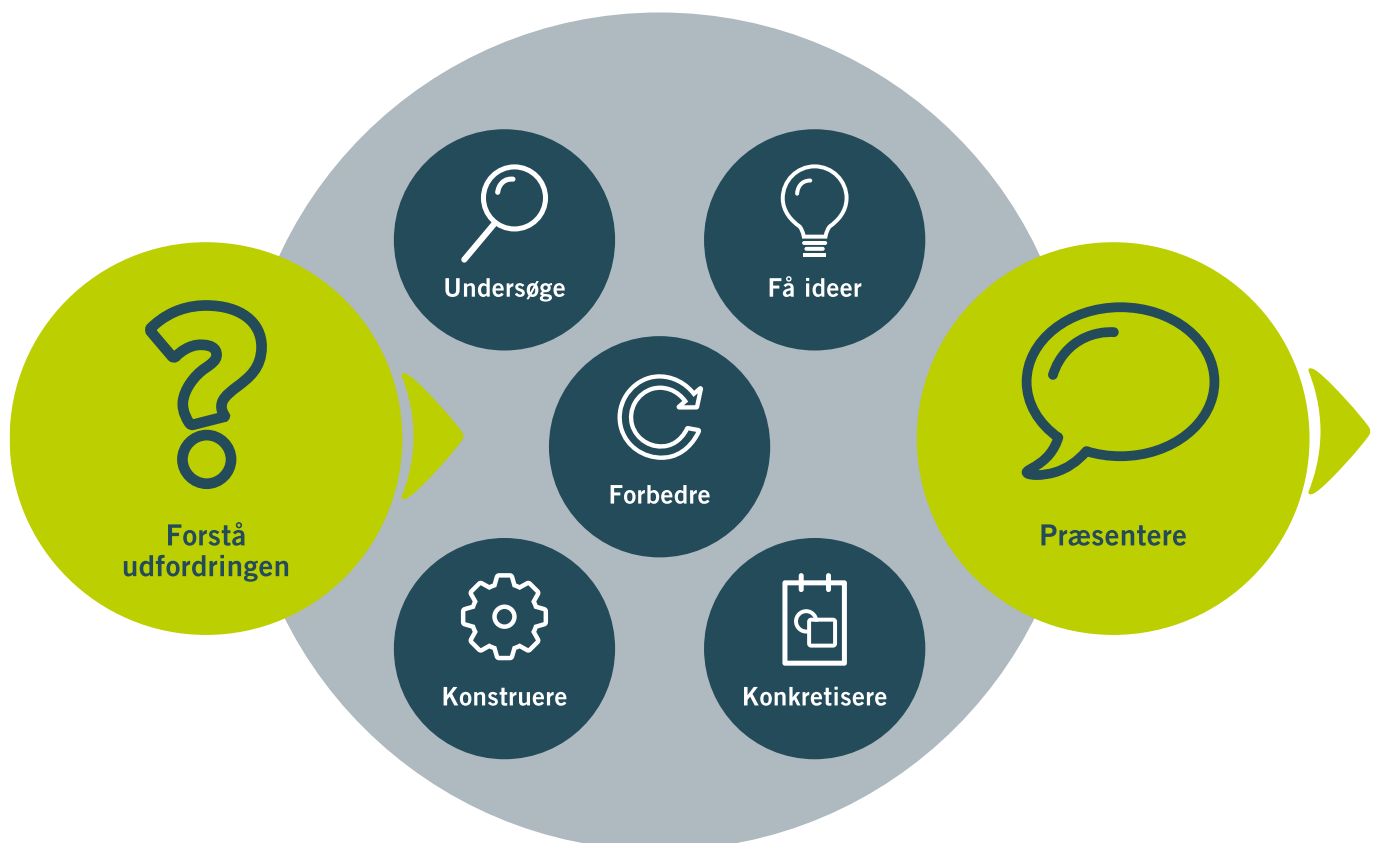 Undersøge
Få ideer
Forstå
udfordringen
Forbedre
Præsentere
Konstruere
Konkretisere